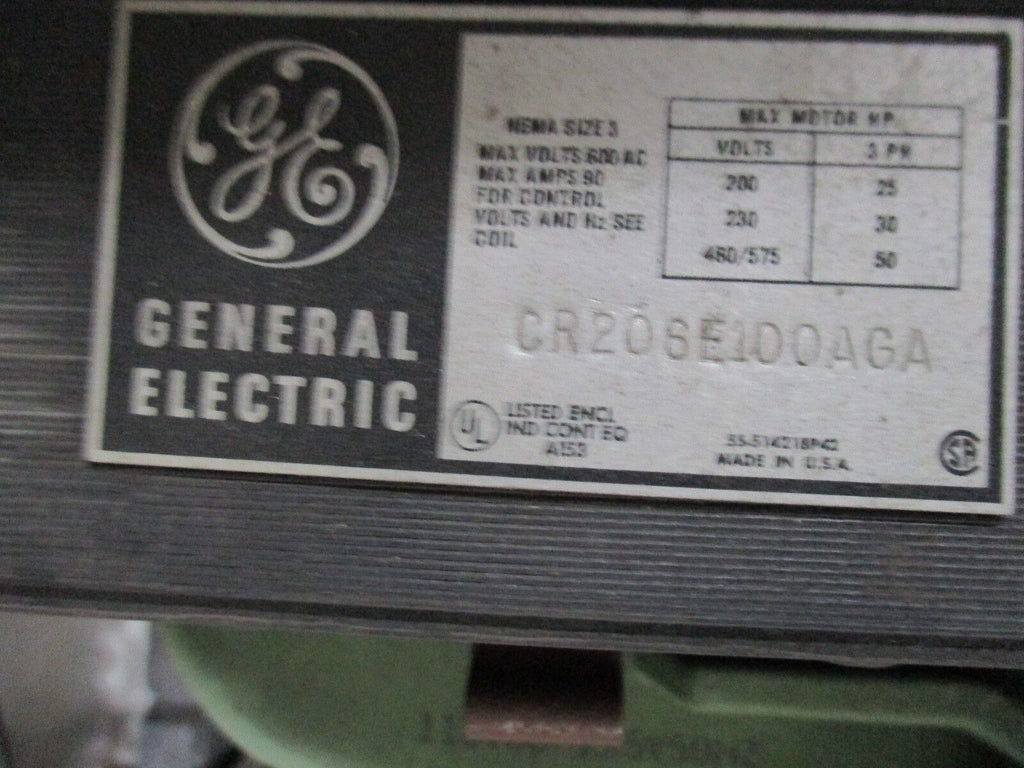 GE
GENERAL
ELECTRIC
NEMA SIZE 3
MAX VOLTS 600 AC
MAX AMPS 90
FOR CONTROL
VOLTS AND Hz SEE
COIL
MAX MOTOR HP
VOLTS 3 PH
200 25
230 30
460/575 50
CR206E100AGA
UL
LISTED ENCL
IND CONT EQ
A153
55-514218P42
MADE IN U.S.A.
SA